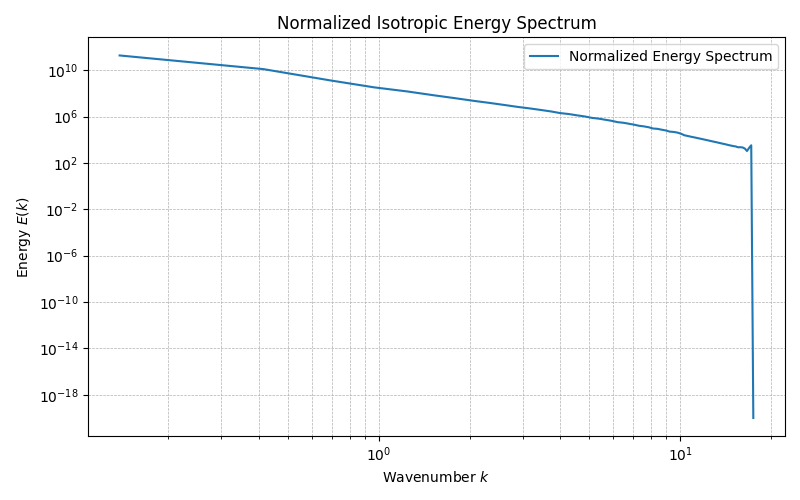 Normalized Isotropic Energy Spectrum
Normalized Energy Spectrum
Energy E(k)
10^10
10^6
10^2
10^-2
10^-6
10^-10
10^-14
10^-18
10^0 10^1
Wavenumber k